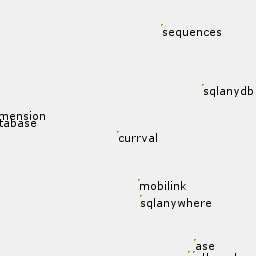 sequences
sqlanydb
mension
tabase
currval
mobilink
sqlanywhere
ase